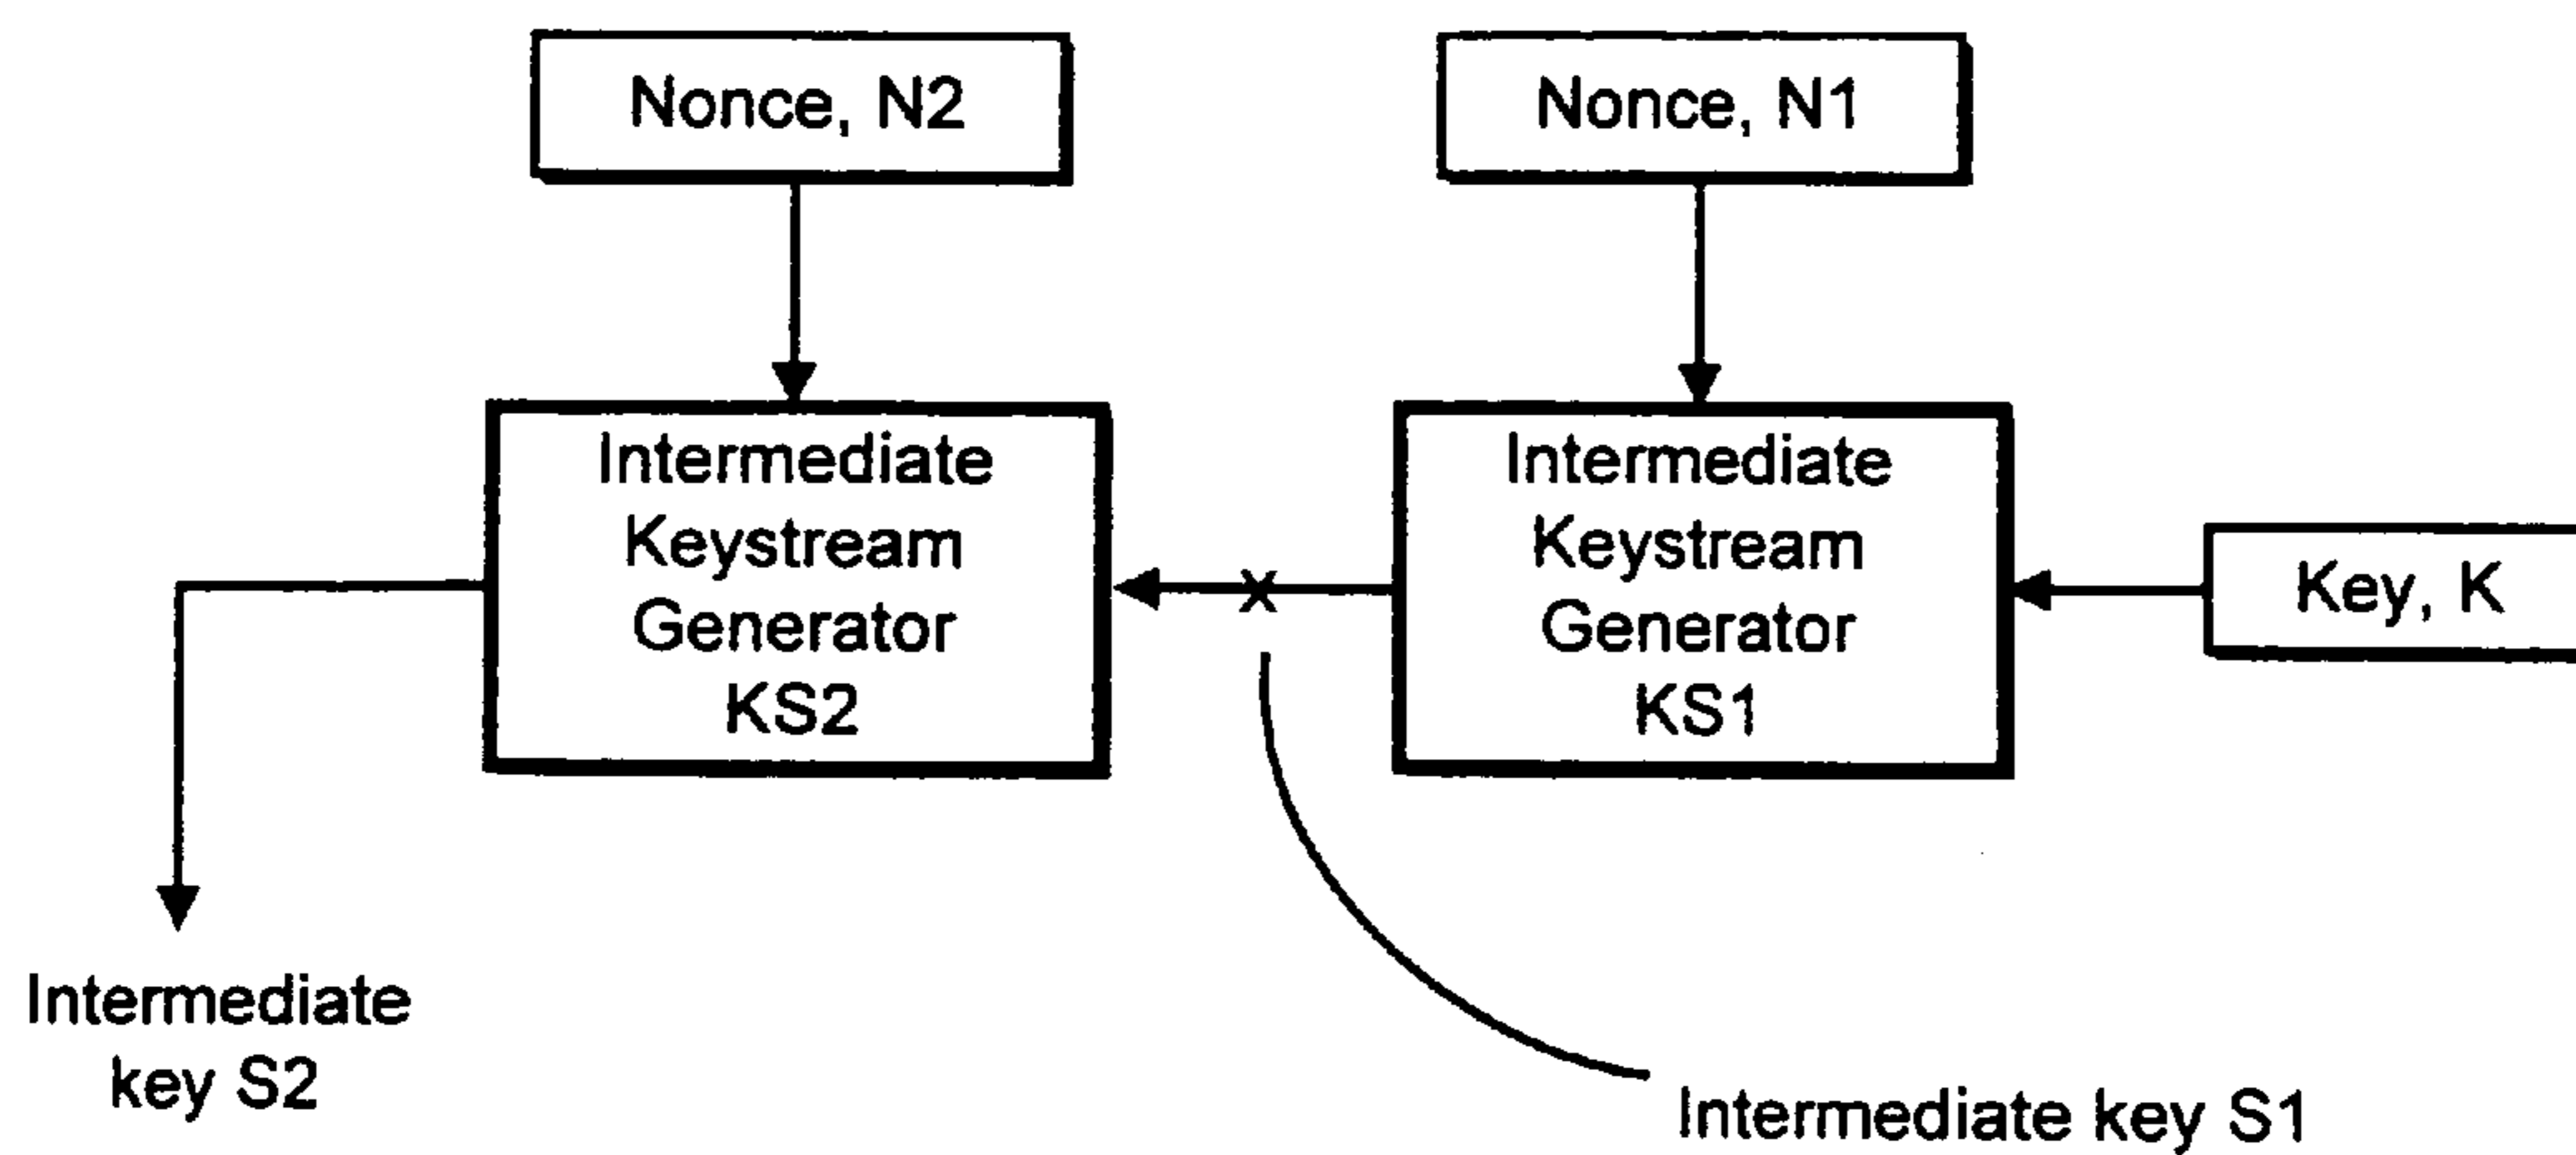 Nonce, N2
Nonce, N1
Intermediate
Keystream
Generator
KS2
Intermediate
Keystream
Generator
KS1
Key, K
Intermediate
key S2
X
Intermediate key S1